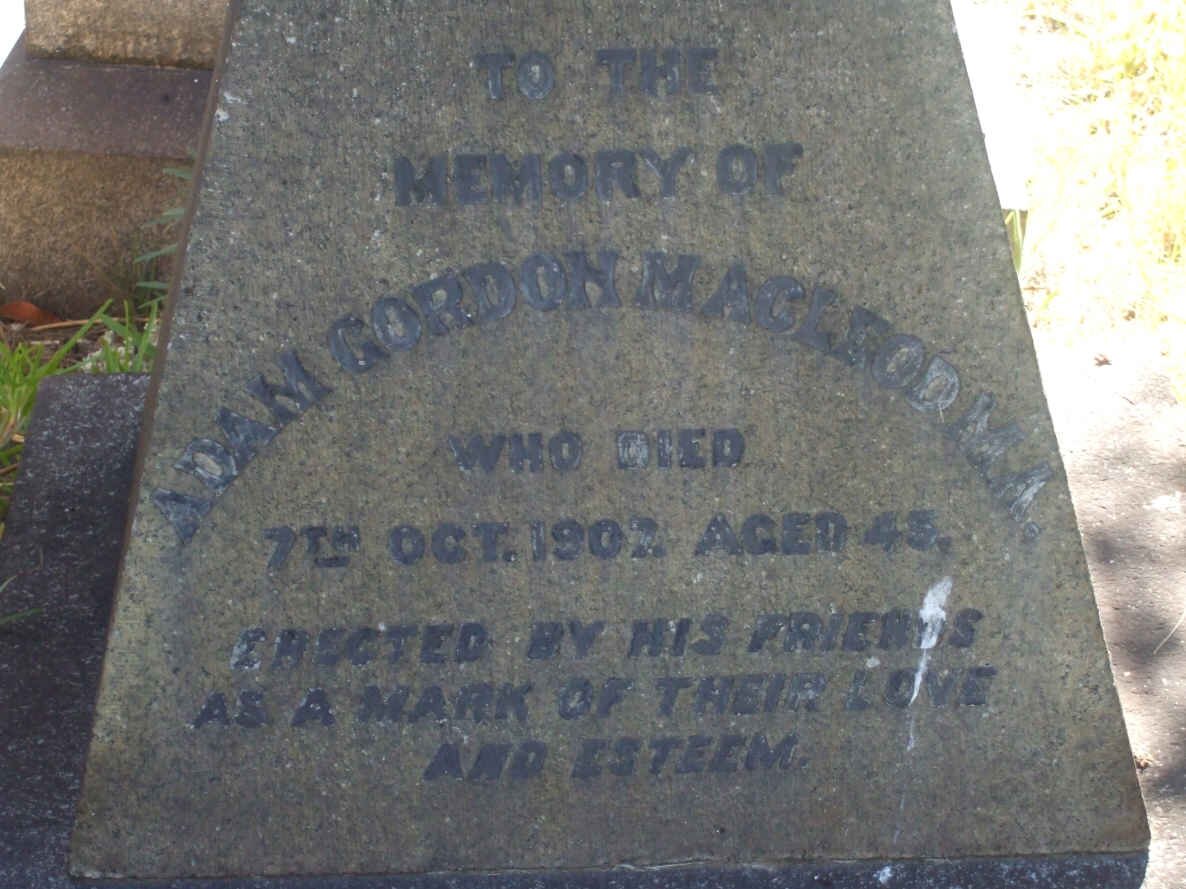 TO THE
MEMORY OF
ADAM GORDON MACLEOD M.A.
WHO DIED
7TH OCT. 1902. AGED 45.
ERECTED BY HIS FRIENDS
AS A MARK OF THEIR LOVE
AND ESTEEM.